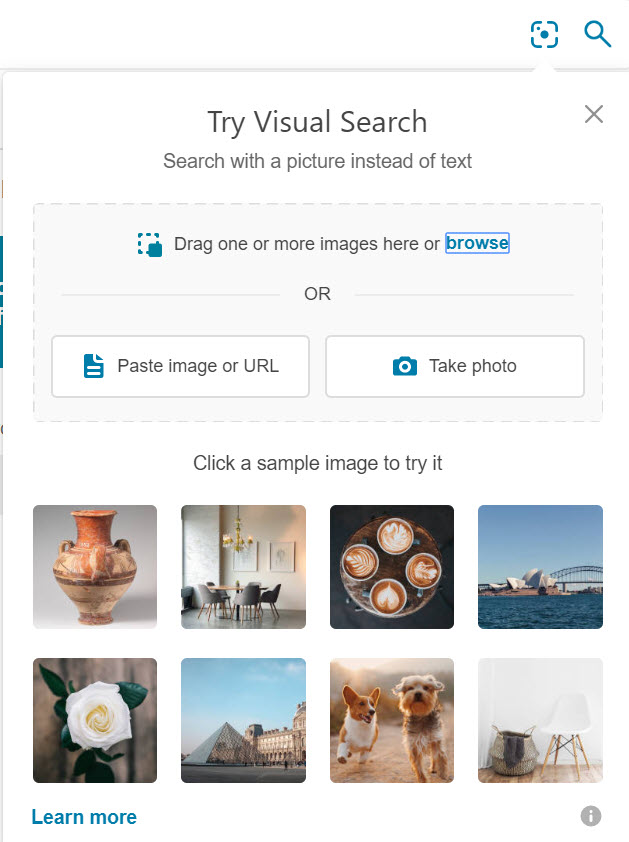 Try Visual Search
Search with a picture instead of text
Drag one or more images here or browse
OR
Paste image or URL
Take photo
Click a sample image to try it
Learn more